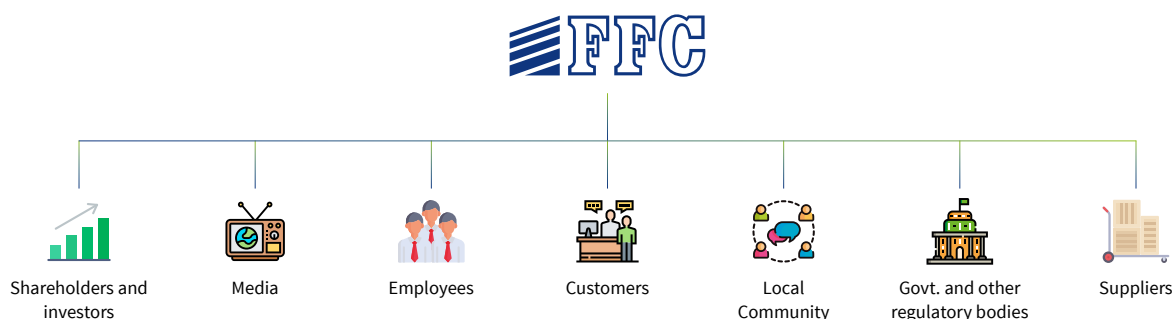 FFC
Shareholders and
investors
Media
Employees
Customers
Local
Community
Govt. and other
regulatory bodies
Suppliers